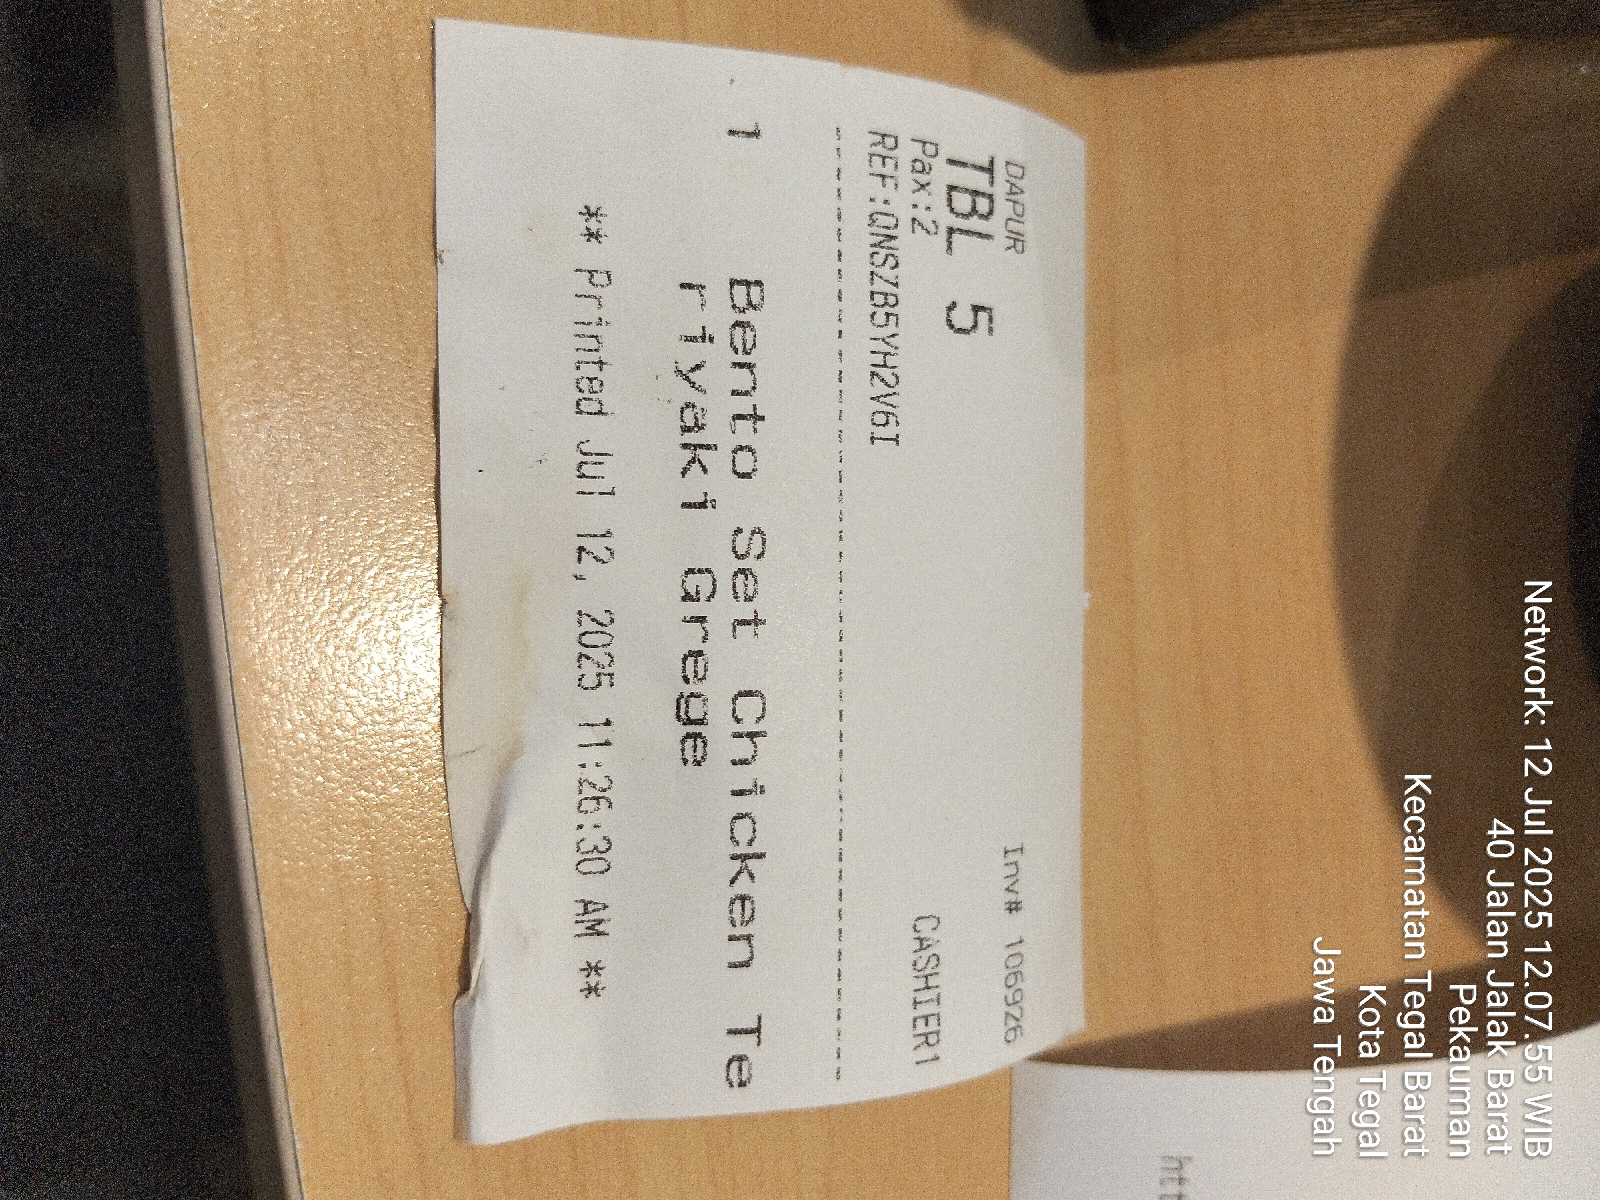 DAPUR Inv# 106926
TBL 5
Pax:2 CASHIER1
REF:QNSZB5YH2V6I
--------------------------------
1 Bento Set Chicken Te
riyaki Grege
** Printed Jul 12, 2025 11:26:30 AM **
Network: 12 Jul 2025 12.07.55 WIB
40 Jalan Jalak Barat
Pekauman
Kecamatan Tegal Barat
Kota Tegal
Jawa Tengah
htt